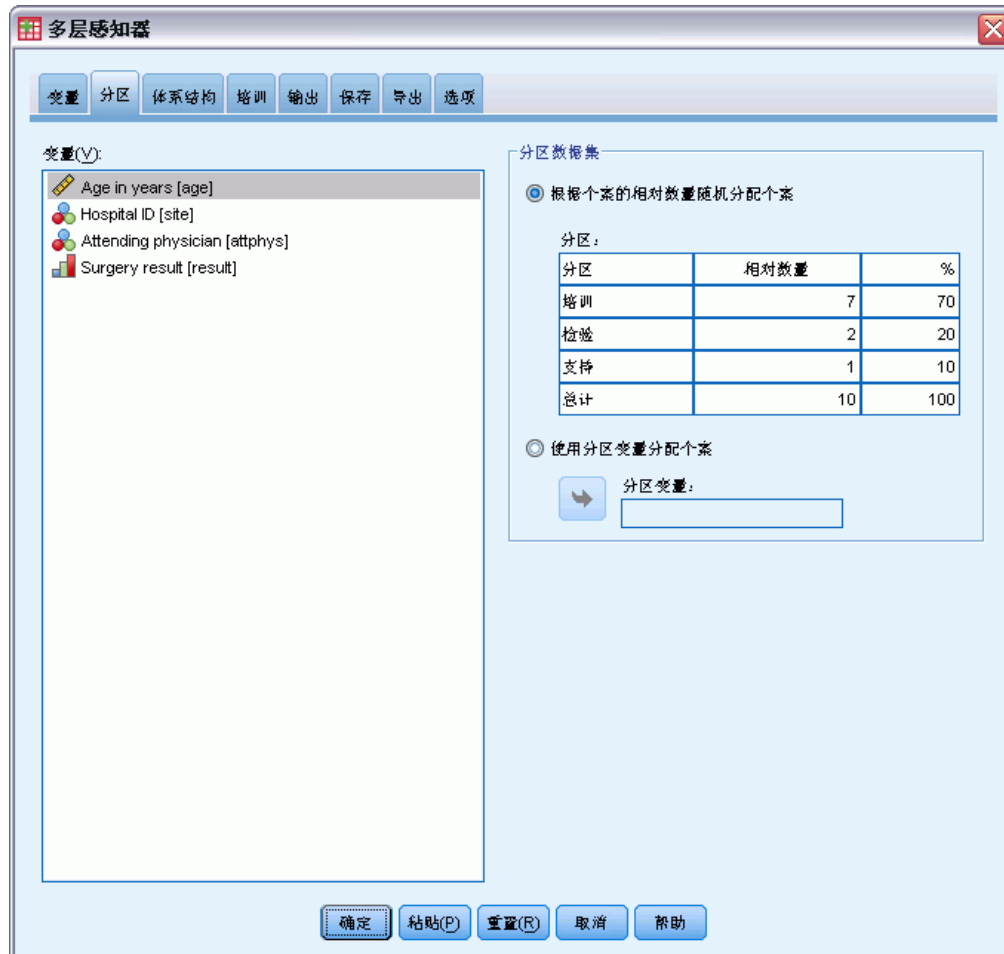 多层感知器
变量 分区 体系结构 培训 输出 保存 导出 选项
变量(V):
Age in years [age]
Hospital ID [site]
Attending physician [attphys]
Surgery result [result]
分区数据集
根据个案的相对数量随机分配个案
分区：
分区 相对数量 %
培训 7 70
检验 2 20
支持 1 10
总计 10 100
使用分区变量分配个案
分区变量：
确定 粘贴(P) 重置(R) 取消 帮助